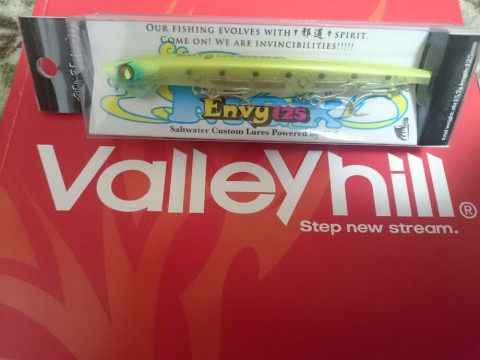 OUR FISHING EVOLVES WITH †邪道 † SPIRIT.
COME ON! WE ARE INVINCIBILITIES!!!!!
Envy 125
Saltwater Custom Lures Powered by
Valleyhill®
Step new stream.